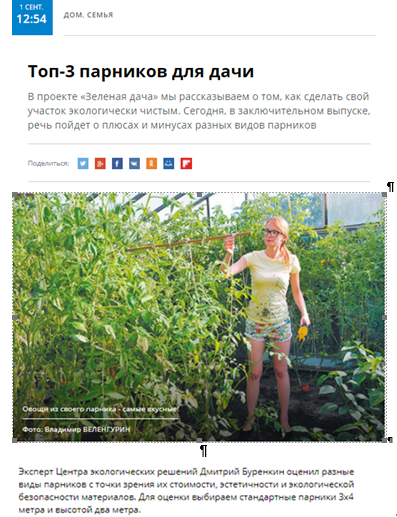 1 СЕНТ.
12:54
ДОМ. СЕМЬЯ
Топ-3 парников для дачи
В проекте «Зеленая дача» мы рассказываем о том, как сделать свой
участок экологически чистым. Сегодня, в заключительном выпуске,
речь пойдет о плюсах и минусах разных видов парников
Поделиться:
¶
Овощи из своего парника - самые вкусные!
Фото: Владимир ВЕЛЕНГУРИН
¶
¶
Эксперт Центра экологических решений Дмитрий Буренкин оценил разные
виды парников с точки зрения их стоимости, эстетичности и экологической
безопасности материалов. Для оценки выбираем стандартные парники 3х4
метра и высотой два метра.